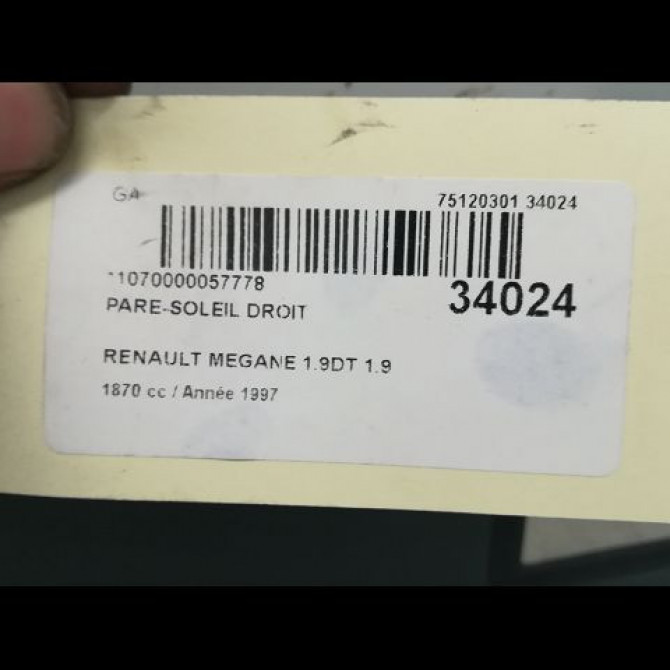 GA 75120301 34024
11070000057778
34024
PARE-SOLEIL DROIT
RENAULT MEGANE 1.9DT 1.9
1870 cc / Année 1997